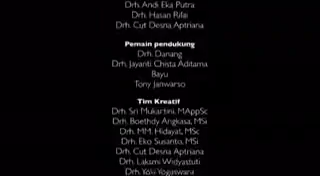 Drh. Andi Eka Putra
Drh. Hasan Rifai
Drh. Cut Desna Aptriana
Pemain pendukung
Drh. Danang
Drh. Jayanti Christa Aditama
Bayu
Tony Janwarso
Tim Kreatif
Drh. Sri Mukartini, MAppSc
Drh. Boethdy Angkasa, MSi
Drh. MM. Hidayat, MSc
Drh. Eko Susanto, MSi
Drh. Cut Desna Aptriana
Drh. Laksmi Widyastuti
Drh. Yoki Yogiswara